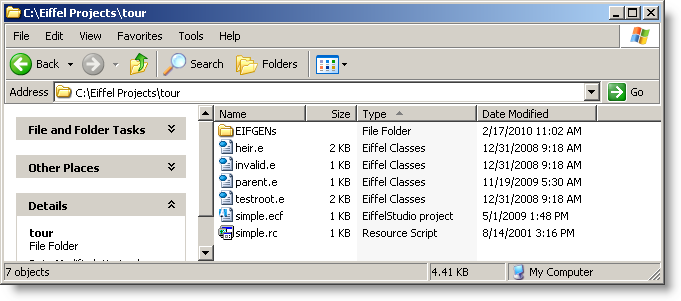 C:\Eiffel Projects\tour
File Edit View Favorites Tools Help
Back Search Folders
Address C:\Eiffel Projects\tour Go
File and Folder Tasks
Other Places
Details
tour
File Folder
Name Size Type Date Modified
EIFGENs File Folder 2/17/2010 11:02 AM
heir.e 2 KB Eiffel Classes 12/31/2008 9:18 AM
invalid.e 1 KB Eiffel Classes 12/31/2008 9:18 AM
parent.e 1 KB Eiffel Classes 11/19/2009 5:30 AM
testroot.e 2 KB Eiffel Classes 12/31/2008 9:18 AM
simple.ecf 1 KB EiffelStudio project 5/1/2009 1:48 PM
simple.rc 1 KB Resource Script 8/14/2001 3:16 PM
7 objects 4.41 KB My Computer